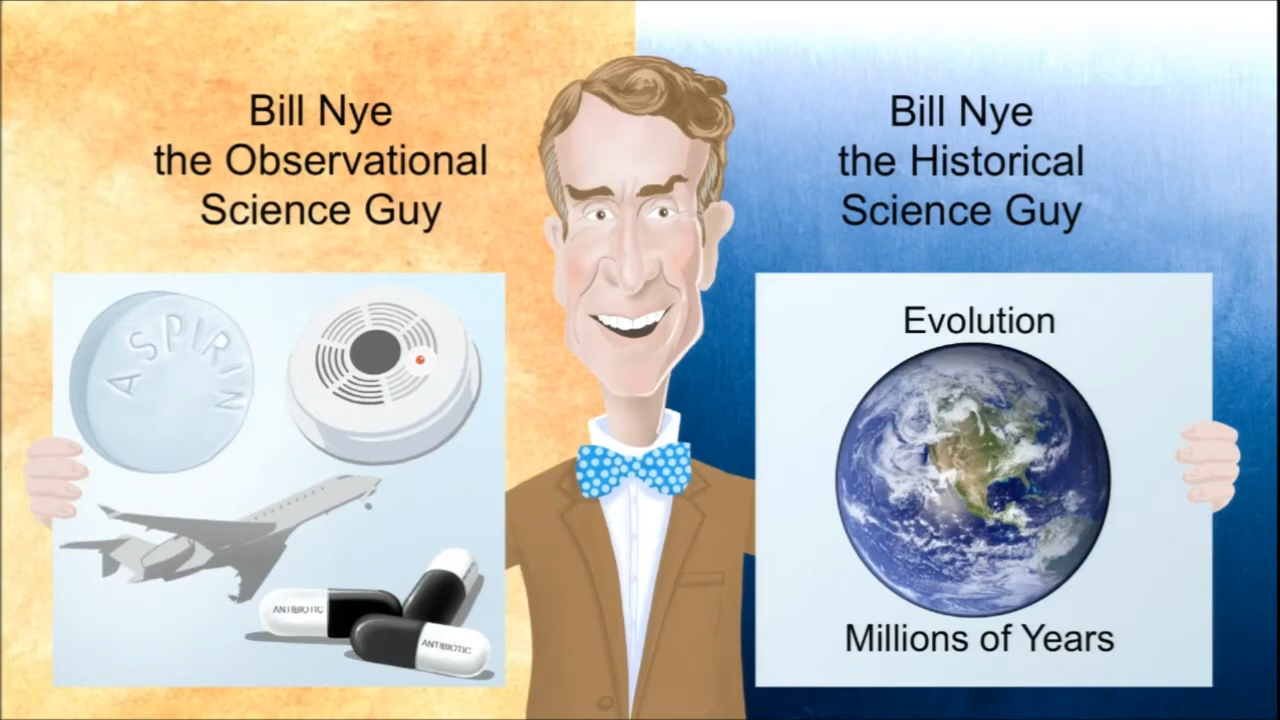 Bill Nye
the Observational
Science Guy
Bill Nye
the Historical
Science Guy
ASPIRIN
ANTIBIOTIC
ANTIBIOTIC
Evolution
Millions of Years